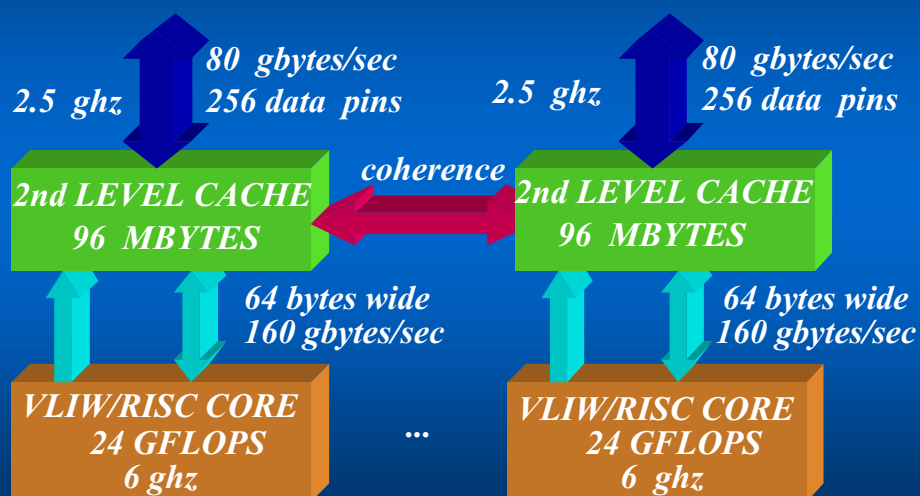 80 gbytes/sec
2.5 ghz
256 data pins
2nd LEVEL CACHE
96 MBYTES
coherence
80 gbytes/sec
2.5 ghz
256 data pins
2nd LEVEL CACHE
96 MBYTES
64 bytes wide
160 gbytes/sec
64 bytes wide
160 gbytes/sec
VLIW/RISC CORE
24 GFLOPS
6 ghz
...
VLIW/RISC CORE
24 GFLOPS
6 ghz